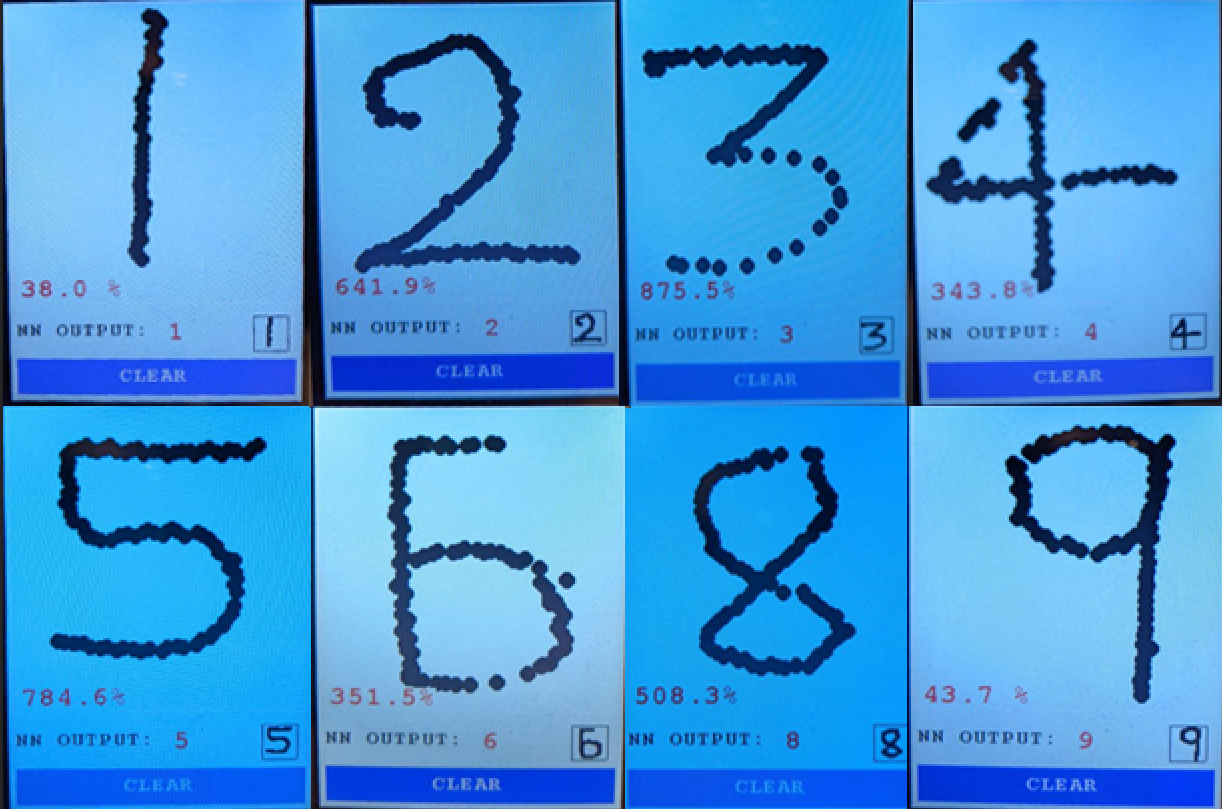 1
38.0 %
NN OUTPUT: 1 1
CLEAR
2
641.9%
NN OUTPUT: 2 2
CLEAR
3
875.5%
NN OUTPUT: 3 3
CLEAR
4
343.8%
NN OUTPUT: 4 4
CLEAR
5
784.6%
NN OUTPUT: 5 5
CLEAR
6
351.5%
NN OUTPUT: 6 6
CLEAR
8
508.3%
NN OUTPUT: 8 8
CLEAR
9
43.7 %
NN OUTPUT: 9 9
CLEAR